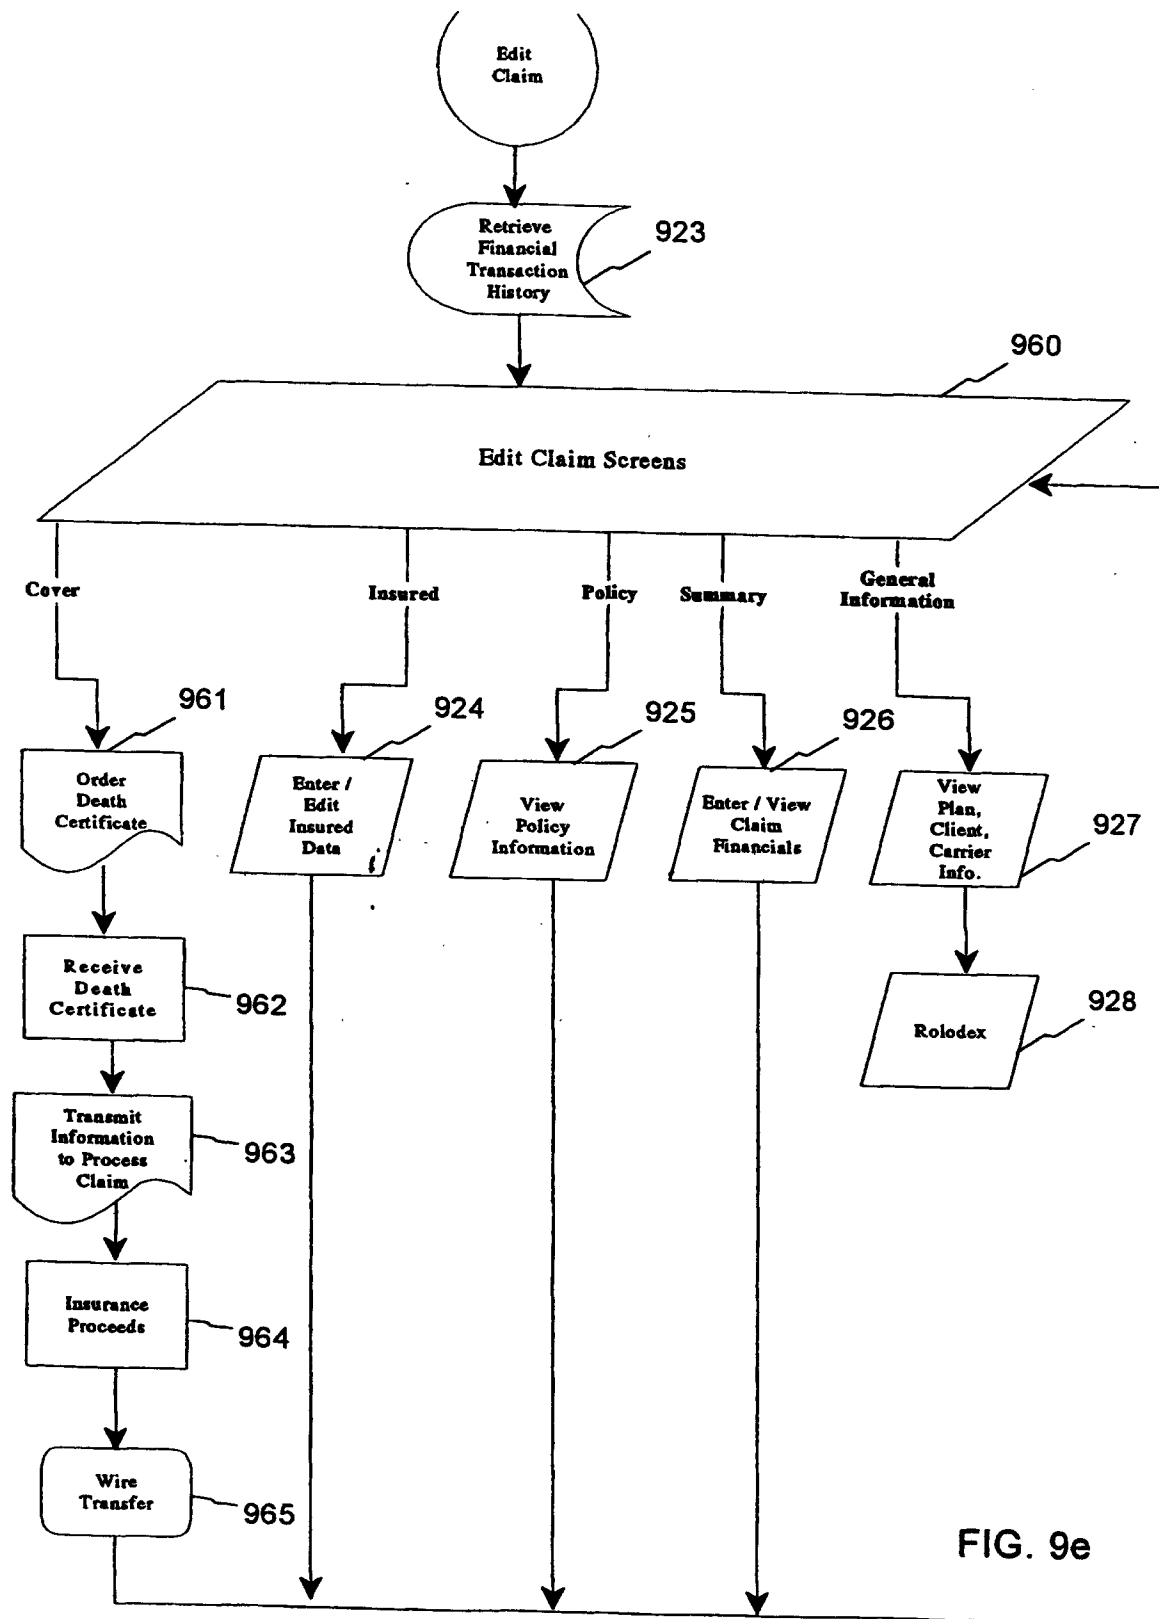 Edit
Claim
Retrieve
Financial
Transaction
History
923
960
Edit Claim Screens
Cover
Insured
Policy
Summary
General
Information
961
924
925
926
Order
Death
Certificate
Enter /
Edit
Insured
Data
View
Policy
Information
Enter / View
Claim
Financials
View
Plan,
Client,
Carrier
Info.
927
Receive
Death
Certificate
962
Rolodex
928
Transmit
Information
to Process
Claim
963
Insurance
Proceeds
964
Wire
Transfer
965
FIG. 9e